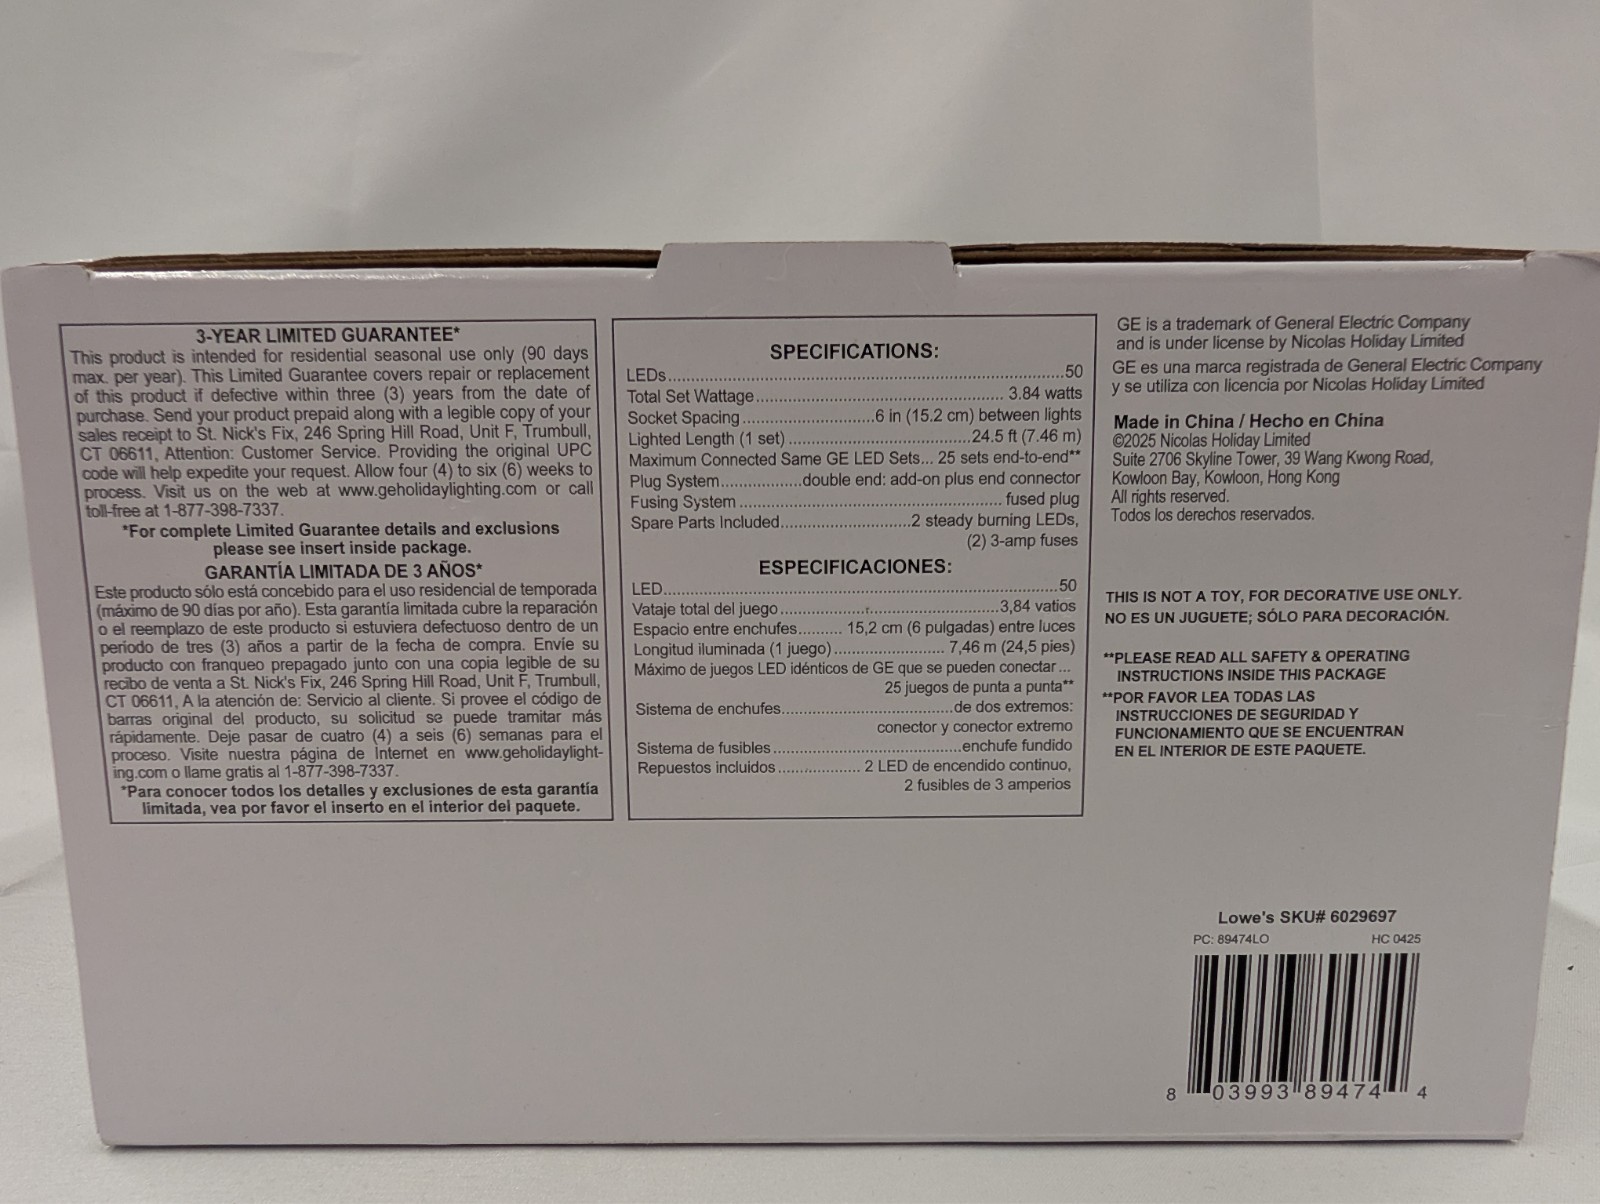 3-YEAR LIMITED GUARANTEE*
This product is intended for residential seasonal use only (90 days
max. per year). This Limited Guarantee covers repair or replacement
of this product if defective within three (3) years from the date of
purchase. Send your product prepaid along with a legible copy of your
sales receipt to St. Nick's Fix, 246 Spring Hill Road, Unit F, Trumbull,
CT 06611, Attention: Customer Service. Providing the original UPC
code will help expedite your request. Allow four (4) to six (6) weeks to
process. Visit us on the web at www.geholidaylighting.com or call
toll-free at 1-877-398-7337.
*For complete Limited Guarantee details and exclusions
please see insert inside package.
GARANTÍA LIMITADA DE 3 AÑOS*
Este producto sólo está concebido para el uso residencial de temporada
(máximo de 90 días por año). Esta garantía limitada cubre la reparación
o el reemplazo de este producto si estuviera defectuoso dentro de un
período de tres (3) años a partir de la fecha de compra. Envíe su
producto con franqueo prepagado junto con una copia legible de su
recibo de venta a St. Nick's Fix, 246 Spring Hill Road, Unit F, Trumbull,
CT 06611, A la atención de: Servicio al cliente. Si provee el código de
barras original del producto, su solicitud se puede tramitar más
rápidamente. Deje pasar de cuatro (4) a seis (6) semanas para el
proceso. Visite nuestra página de Internet en www.geholidaylight-
ing.com o llame gratis al 1-877-398-7337.
*Para conocer todos los detalles y exclusiones de esta garantía
limitada, vea por favor el inserto en el interior del paquete.
SPECIFICATIONS:
LEDs.......................................................50
Total Set Wattage........................................ 3.84 watts
Socket Spacing.......................6 in (15.2 cm) between lights
Lighted Length (1 set)...............................24.5 ft (7.46 m)
Maximum Connected Same GE LED Sets... 25 sets end-to-end**
Plug System.................double end: add-on plus end connector
Fusing System........................................... fused plug
Spare Parts Included.......................2 steady burning LEDs,
(2) 3-amp fuses
ESPECIFICACIONES:
LED........................................................50
Vataje total del juego....................................3,84 vatios
Espacio entre enchufes.......... 15,2 cm (6 pulgadas) entre luces
Longitud iluminada (1 juego)...................... 7,46 m (24,5 pies)
Máximo de juegos LED idénticos de GE que se pueden conectar...
25 juegos de punta a punta**
Sistema de enchufes.............................de dos extremos:
conector y conector extremo
Sistema de fusibles................................enchufe fundido
Repuestos incluidos................ 2 LED de encendido continuo,
2 fusibles de 3 amperios
GE is a trademark of General Electric Company
and is under license by Nicolas Holiday Limited
GE es una marca registrada de General Electric Company
y se utiliza con licencia por Nicolas Holiday Limited
Made in China / Hecho en China
©2025 Nicolas Holiday Limited
Suite 2706 Skyline Tower, 39 Wang Kwong Road,
Kowloon Bay, Kowloon, Hong Kong
All rights reserved.
Todos los derechos reservados.
THIS IS NOT A TOY, FOR DECORATIVE USE ONLY.
NO ES UN JUGUETE; SÓLO PARA DECORACIÓN.
**PLEASE READ ALL SAFETY & OPERATING
INSTRUCTIONS INSIDE THIS PACKAGE
**POR FAVOR LEA TODAS LAS
INSTRUCCIONES DE SEGURIDAD Y
FUNCIONAMIENTO QUE SE ENCUENTRAN
EN EL INTERIOR DE ESTE PAQUETE.
Lowe's SKU# 6029697
PC: 89474LO HC 0425
8 03993 89474 4